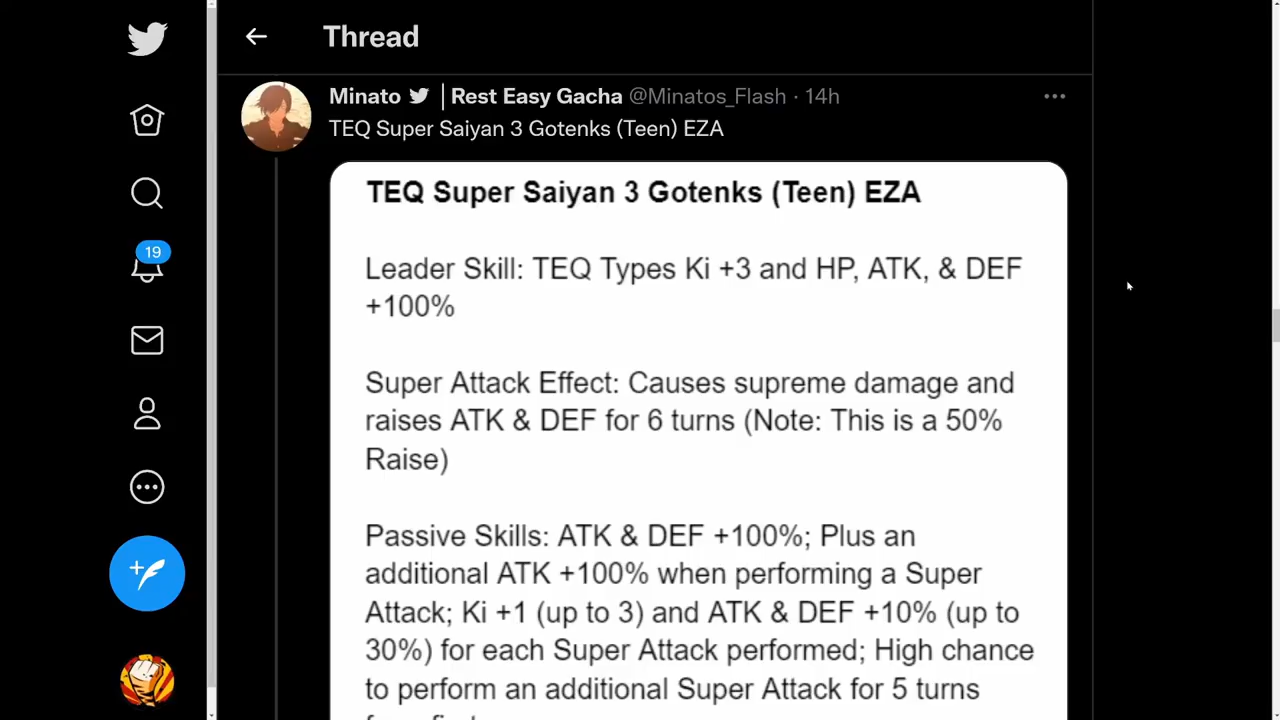 Thread
Minato | Rest Easy Gacha @Minatos_Flash · 14h
TEQ Super Saiyan 3 Gotenks (Teen) EZA
TEQ Super Saiyan 3 Gotenks (Teen) EZA
Leader Skill: TEQ Types Ki +3 and HP, ATK, & DEF
+100%
Super Attack Effect: Causes supreme damage and
raises ATK & DEF for 6 turns (Note: This is a 50%
Raise)
Passive Skills: ATK & DEF +100%; Plus an
additional ATK +100% when performing a Super
Attack; Ki +1 (up to 3) and ATK & DEF +10% (up to
30%) for each Super Attack performed; High chance
to perform an additional Super Attack for 5 turns
19